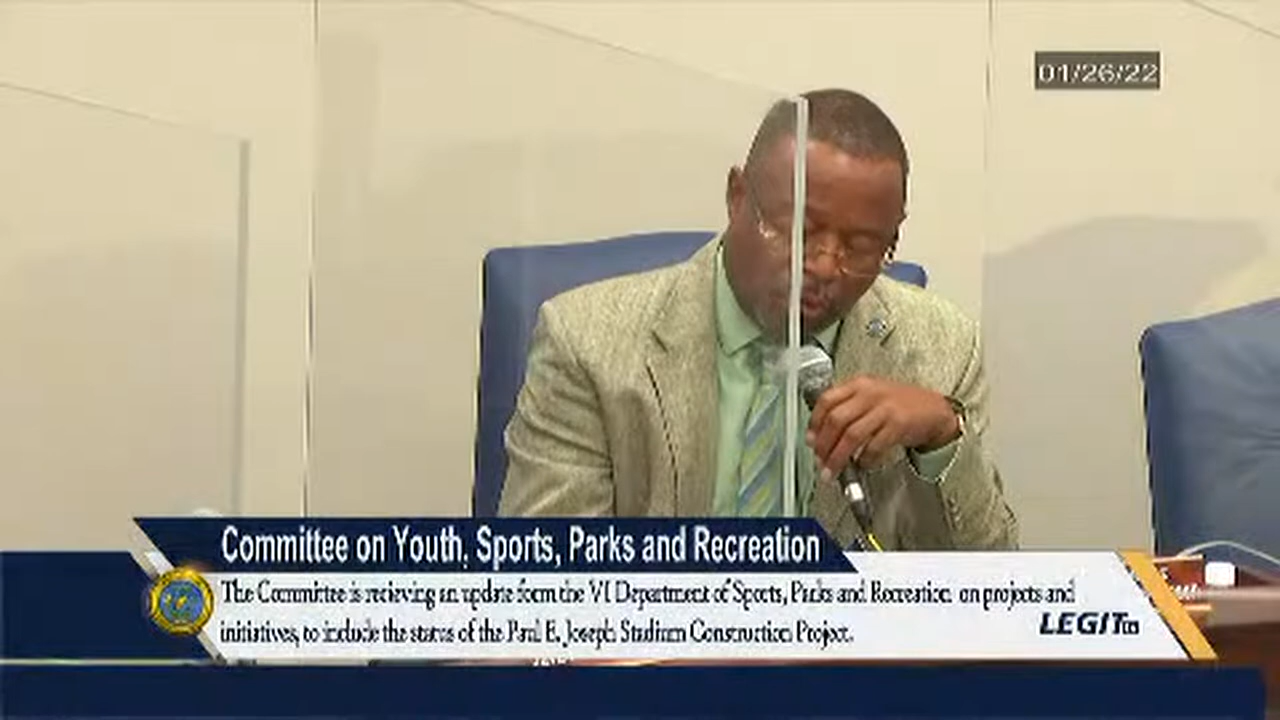 01/26/22
Committee on Youth, Sports, Parks and Recreation
The Committee is recieving an update form the VI Department of Sports, Parks and Recreation on projects and
initiatives, to include the status of the Paul E. Joseph Stadium Construction Project.
LEGIT